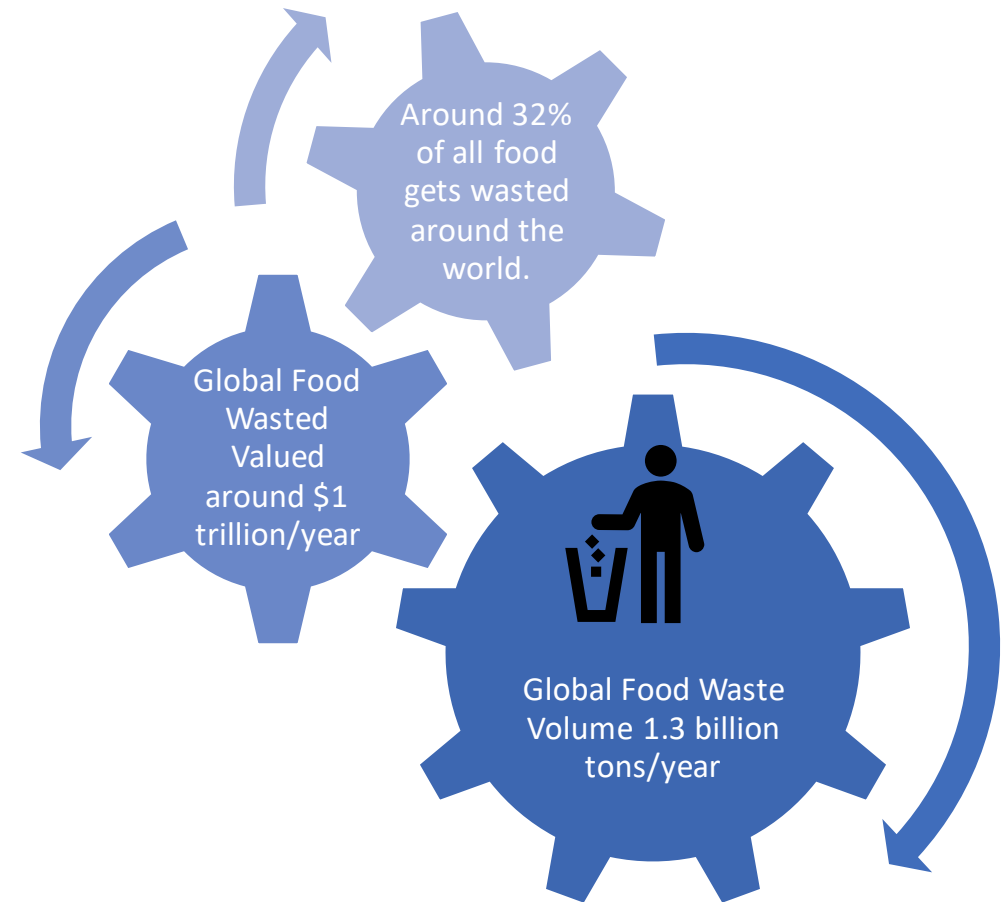 Around 32%
of all food
gets wasted
around the
world.
Global Food
Wasted
Valued
around $1
trillion/year
Global Food Waste
Volume 1.3 billion
tons/year